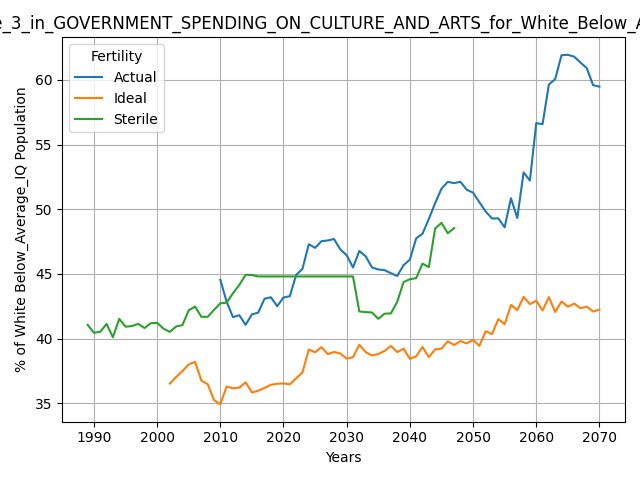 _3_in_GOVERNMENT_SPENDING_ON_CULTURE_AND_ARTS_for_White_Below_
Fertility
Actual
Ideal
Sterile
% of White Below_Average_IQ Population
60
55
50
45
40
35
1990 2000 2010 2020 2030 2040 2050 2060 2070
Years